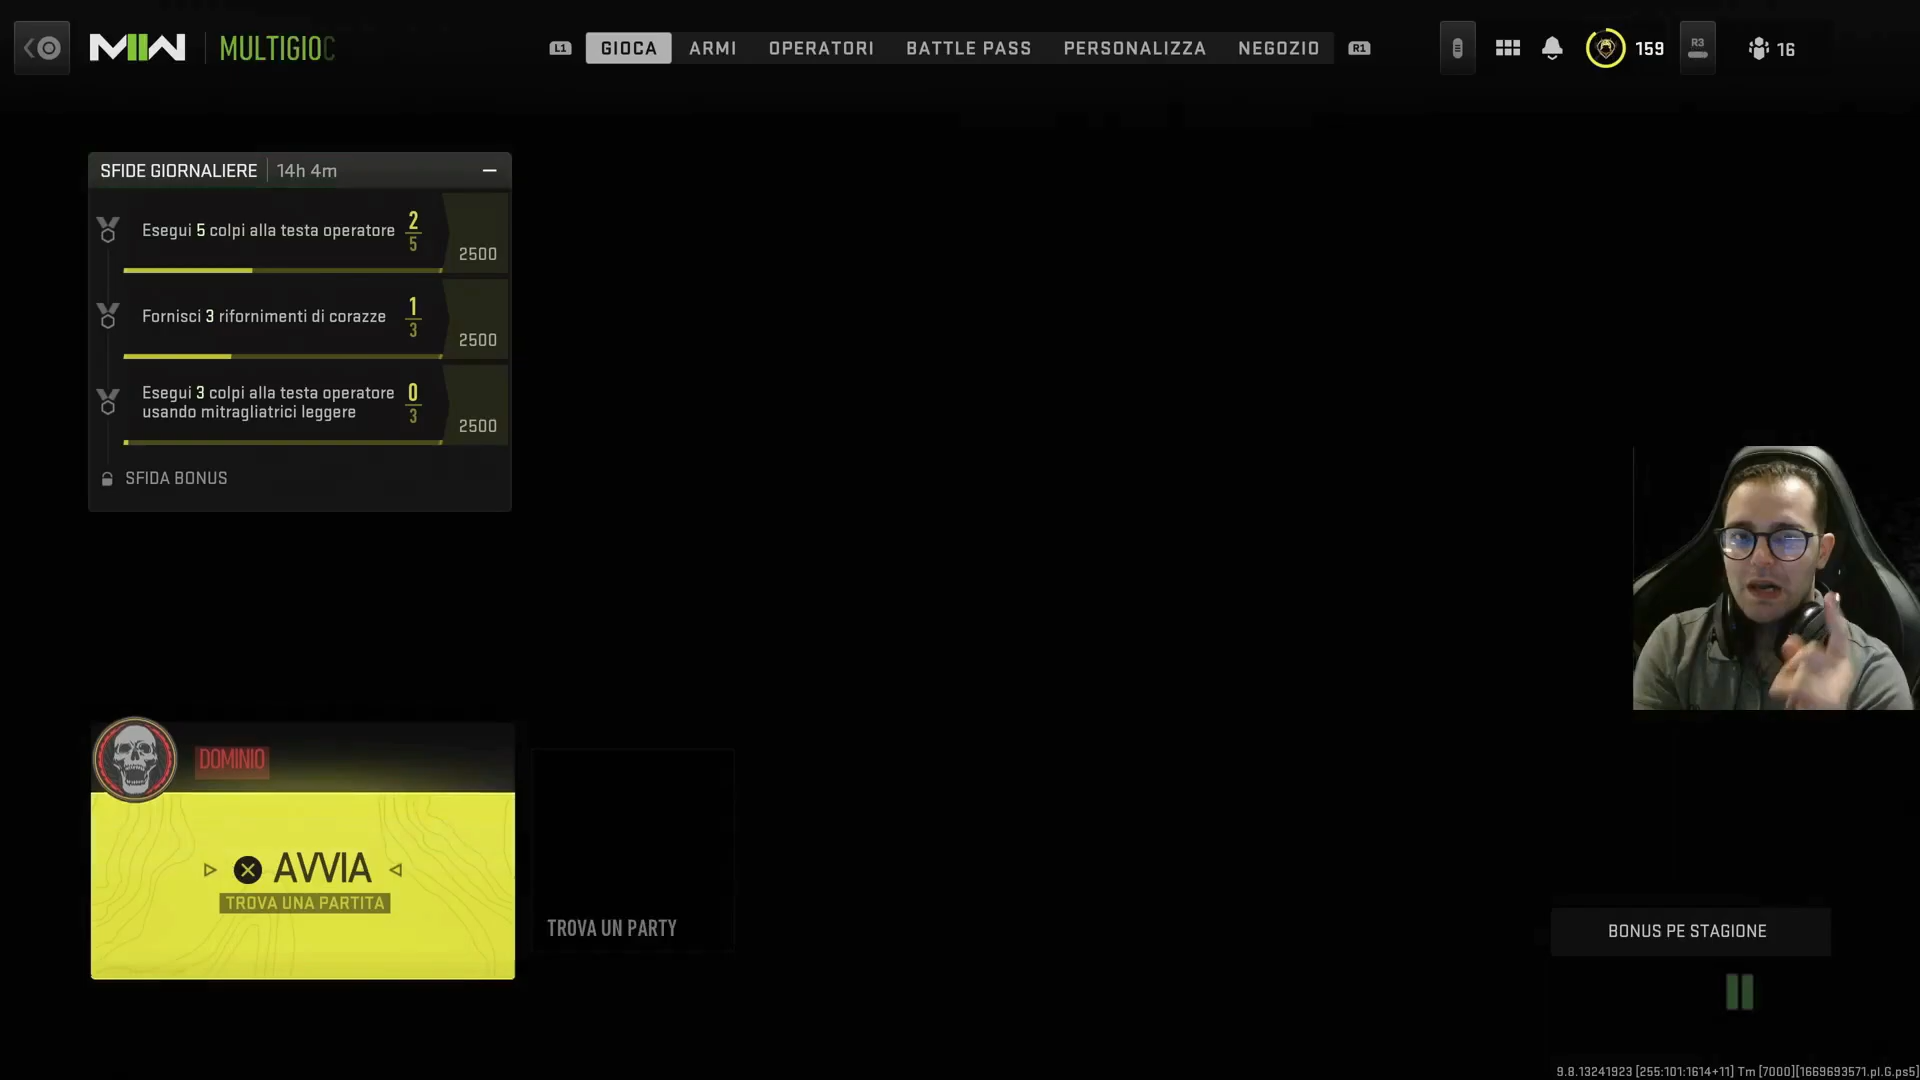 MWII MULTIGIOC
L1 GIOCA ARMI OPERATORI BATTLE PASS PERSONALIZZA NEGOZIO R1
159 R3 16
SFIDE GIORNALIERE 14h 4m
Esegui 5 colpi alla testa operatore 2/5
2500
Fornisci 3 rifornimenti di corazze 1/3
2500
Esegui 3 colpi alla testa operatore 0/3
usando mitragliatrici leggere
2500
SFIDA BONUS
DOMINIO
AVVIA
TROVA UNA PARTITA
TROVA UN PARTY
BONUS PE STAGIONE
9.8.13241923 [255:101:1614+11] Tm [7000][1669693571.pl.G.ps5]